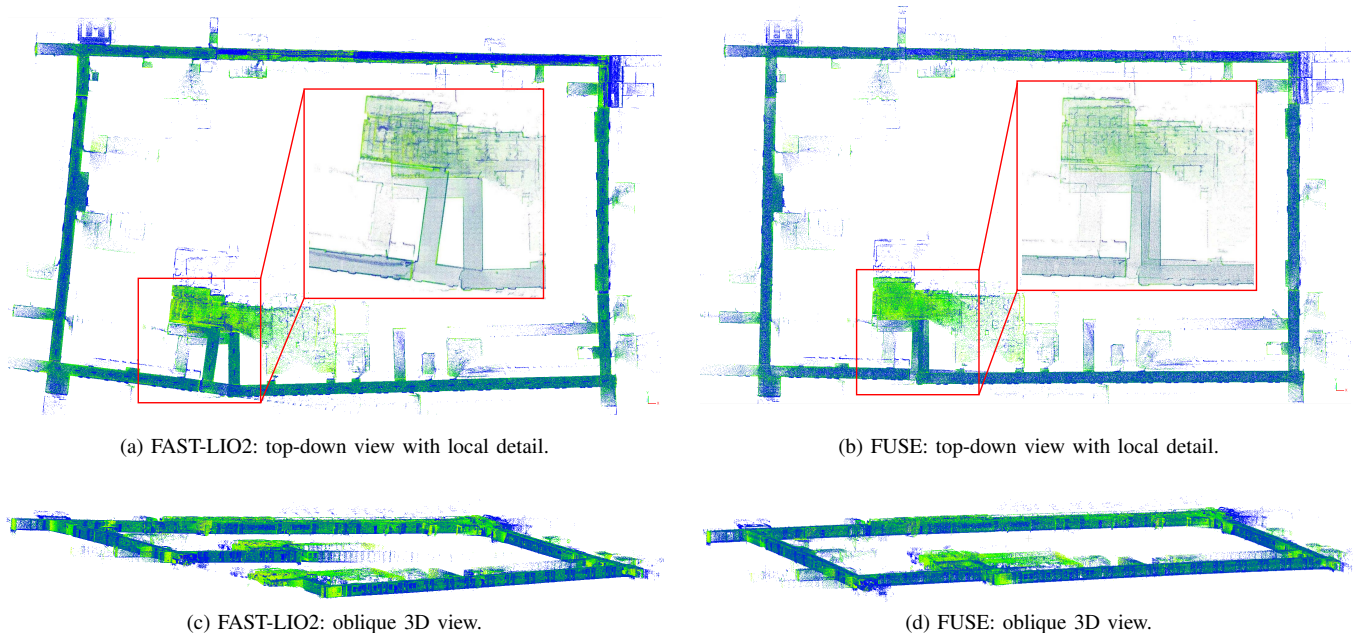 (a) FAST-LIO2: top-down view with local detail.
(b) FUSE: top-down view with local detail.
(c) FAST-LIO2: oblique 3D view.
(d) FUSE: oblique 3D view.